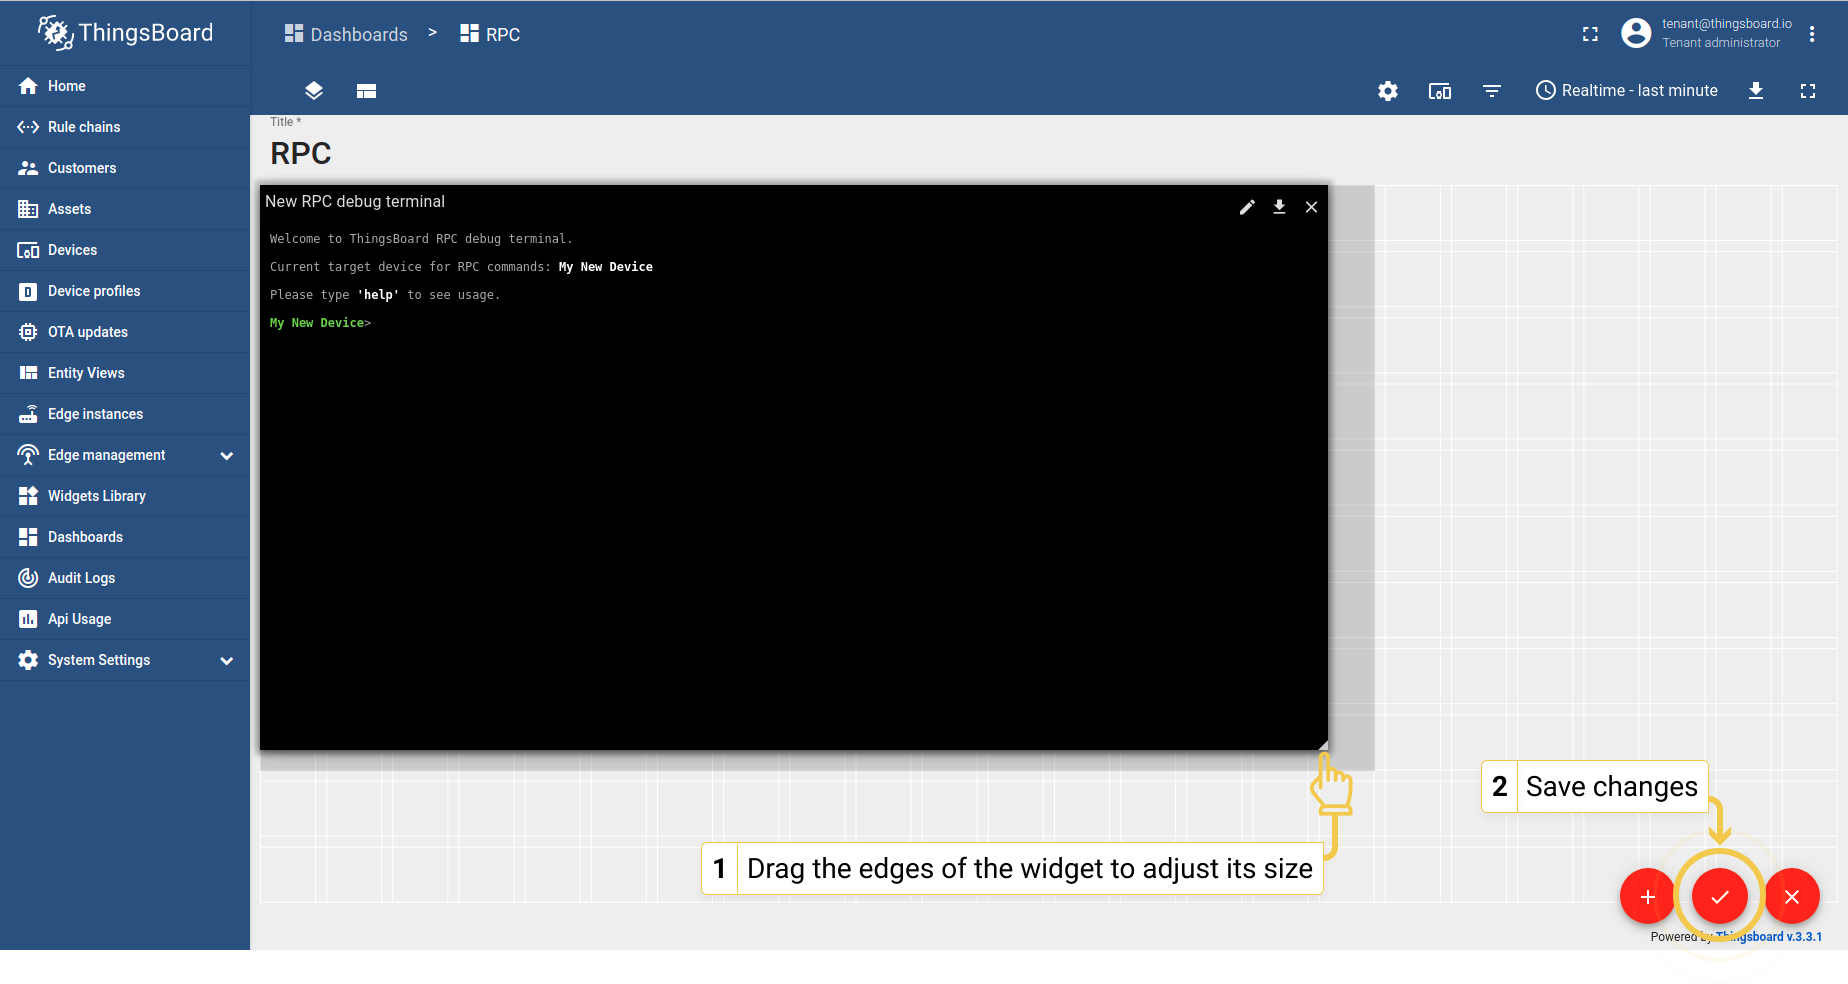 ThingsBoard
Dashboards > RPC
tenant@thingsboard.io
Tenant administrator
Home
Rule chains
Customers
Assets
Devices
Device profiles
OTA updates
Entity Views
Edge instances
Edge management
Widgets Library
Dashboards
Audit Logs
Api Usage
System Settings
Realtime - last minute
Title *
RPC
New RPC debug terminal
Welcome to ThingsBoard RPC debug terminal.
Current target device for RPC commands: My New Device
Please type 'help' to see usage.
My New Device>
2 Save changes
1 Drag the edges of the widget to adjust its size
Powered by Thingsboard v.3.3.1